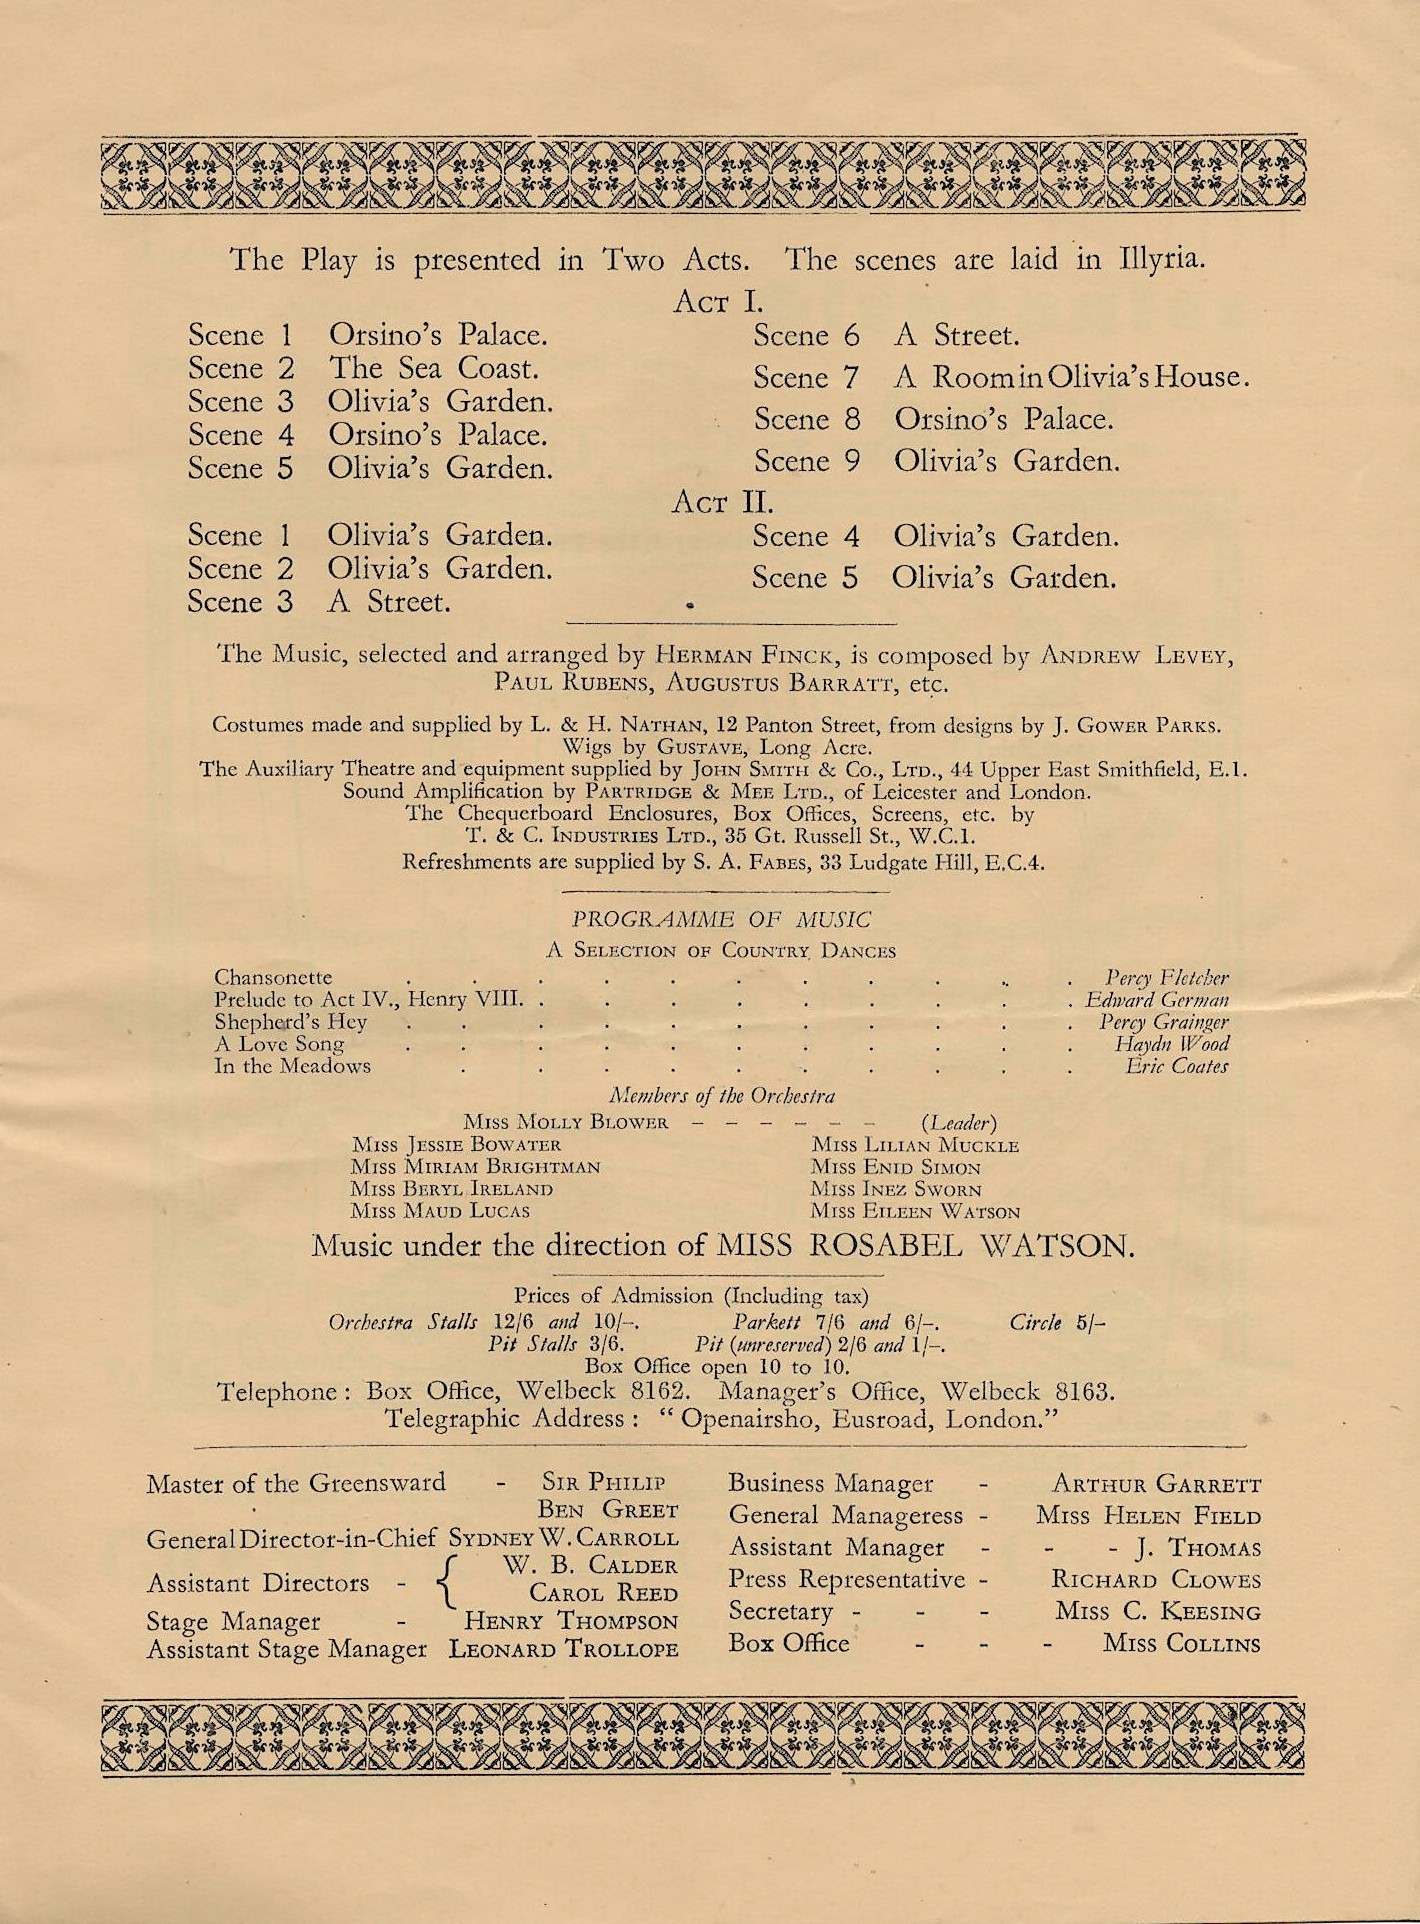 The Play is presented in Two Acts. The scenes are laid in Illyria.
ACT I.
Scene 1 Orsino's Palace.
Scene 2 The Sea Coast.
Scene 3 Olivia's Garden.
Scene 4 Orsino's Palace.
Scene 5 Olivia's Garden.
Scene 6 A Street.
Scene 7 A Room in Olivia's House.
Scene 8 Orsino's Palace.
Scene 9 Olivia's Garden.
ACT II.
Scene 1 Olivia's Garden.
Scene 2 Olivia's Garden.
Scene 3 A Street.
Scene 4 Olivia's Garden.
Scene 5 Olivia's Garden.
The Music, selected and arranged by HERMAN FINCK, is composed by ANDREW LEVEY,
PAUL RUBENS, AUGUSTUS BARRATT, etc.
Costumes made and supplied by L. & H. NATHAN, 12 Panton Street, from designs by J. GOWER PARKS.
Wigs by GUSTAVE, Long Acre.
The Auxiliary Theatre and equipment supplied by JOHN SMITH & CO., LTD., 44 Upper East Smithfield, E.1.
Sound Amplification by PARTRIDGE & MEE LTD., of Leicester and London.
The Chequerboard Enclosures, Box Offices, Screens, etc. by
T. & C. INDUSTRIES LTD., 35 Gt. Russell St., W.C.1.
Refreshments are supplied by S. A. FABES, 33 Ludgate Hill, E.C.4.
PROGRAMME OF MUSIC
A SELECTION OF COUNTRY DANCES
Chansonette . . . . . . . . . . . Percy Fletcher
Prelude to Act IV., Henry VIII. . . . . . . . . . Edward German
Shepherd's Hey . . . . . . . . . . . Percy Grainger
A Love Song . . . . . . . . . . . Haydn Wood
In the Meadows . . . . . . . . . . Eric Coates
Members of the Orchestra
MISS MOLLY BLOWER – – – – – – (Leader)
MISS JESSIE BOWATER MISS LILIAN MUCKLE
MISS MIRIAM BRIGHTMAN MISS ENID SIMON
MISS BERYL IRELAND MISS INEZ SWORN
MISS MAUD LUCAS MISS EILEEN WATSON
Music under the direction of MISS ROSABEL WATSON.
Prices of Admission (Including tax)
Orchestra Stalls 12/6 and 10/-. Parkett 7/6 and 6/-. Circle 5/-
Pit Stalls 3/6. Pit (unreserved) 2/6 and 1/-.
Box Office open 10 to 10.
Telephone : Box Office, Welbeck 8162. Manager's Office, Welbeck 8163.
Telegraphic Address : "Openairsho, Eusroad, London."
Master of the Greensward - SIR PHILIP
BEN GREET
General Director-in-Chief SYDNEY W. CARROLL
Assistant Directors - { W. B. CALDER
CAROL REED
Stage Manager - HENRY THOMPSON
Assistant Stage Manager LEONARD TROLLOPE
Business Manager - ARTHUR GARRETT
General Manageress - MISS HELEN FIELD
Assistant Manager - - - J. THOMAS
Press Representative - RICHARD CLOWES
Secretary - - - MISS C. KEESING
Box Office - - - MISS COLLINS